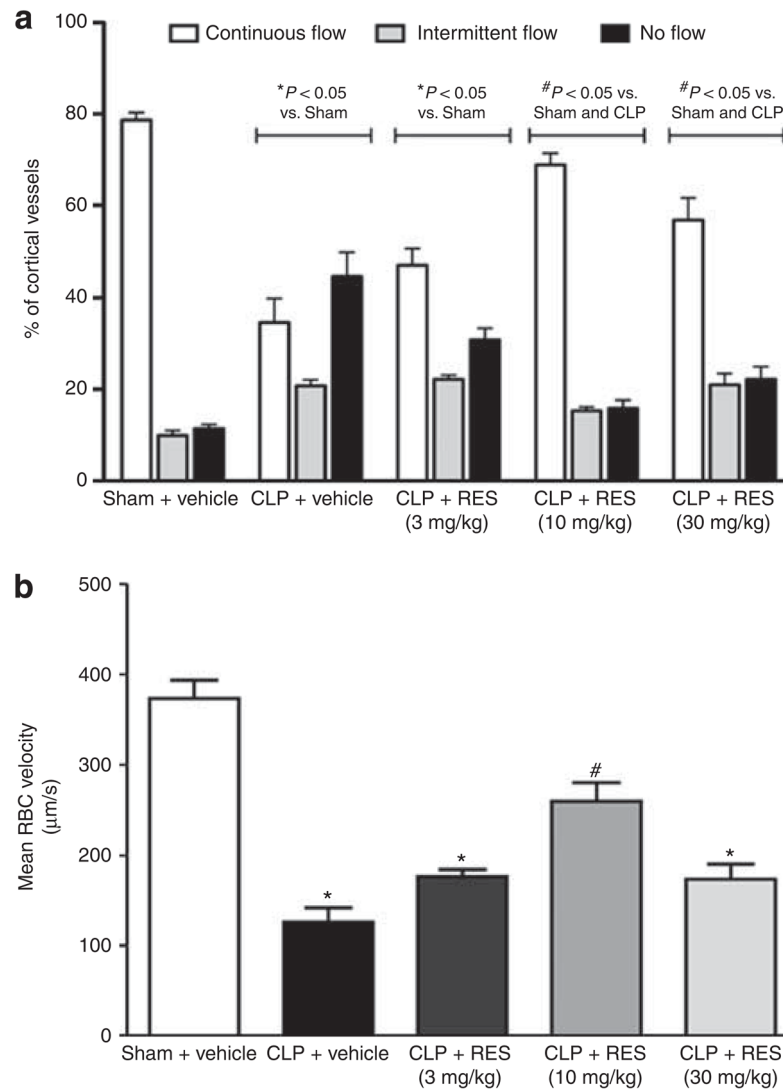 a
100
80
60
40
20
0
% of cortical vessels
Continuous flow Intermittent flow No flow
*P < 0.05
vs. Sham
*P < 0.05
vs. Sham
#P < 0.05 vs.
Sham and CLP
#P < 0.05 vs.
Sham and CLP
Sham + vehicle
CLP + vehicle
CLP + RES
(3 mg/kg)
CLP + RES
(10 mg/kg)
CLP + RES
(30 mg/kg)
b
500
400
300
200
100
0
Mean RBC velocity
(μm/s)
*
*
#
*
Sham + vehicle
CLP + vehicle
CLP + RES
(3 mg/kg)
CLP + RES
(10 mg/kg)
CLP + RES
(30 mg/kg)